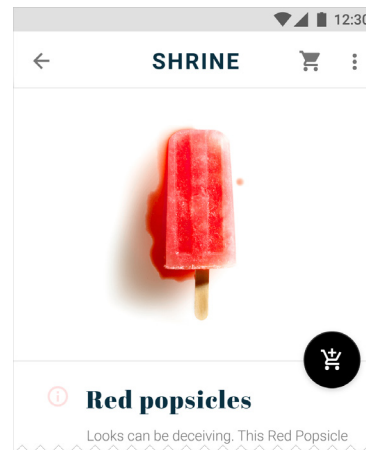 12:30
SHRINE
Red popsicles
Looks can be deceiving. This Red Popsicle